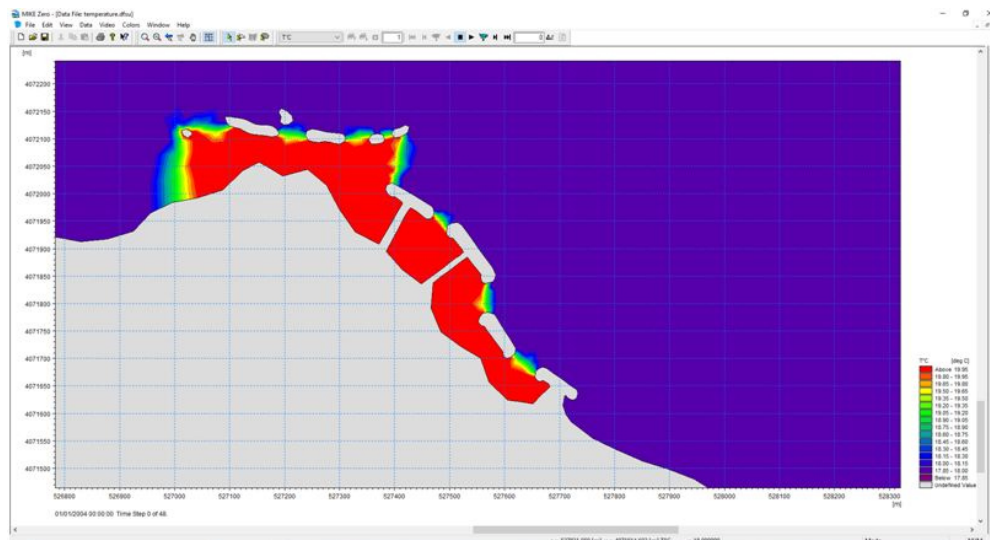 MIKE Zero - [Data File: temperature.dfsu]
File Edit View Data Video Colors Window Help
T°C
1
0
[m]
4072200
4072150
4072100
4072050
4072000
4071950
4071900
4071850
4071800
4071750
4071700
4071650
4071600
4071550
4071500
526800 526900 527000 527100 527200 527300 527400 527500 527600 527700 528000 528100 528200 528300
[m]
01/01/2004 00:00:00 Time Step 0 of 48.
T°C [deg C]
Above 19.95
19.80 - 19.95
19.65 - 19.80
19.50 - 19.65
19.35 - 19.50
19.20 - 19.35
19.05 - 19.20
18.90 - 19.05
18.75 - 18.90
18.60 - 18.75
18.45 - 18.60
18.30 - 18.45
18.15 - 18.30
18.00 - 18.15
17.85 - 18.00
Below 17.85
Undefined Value